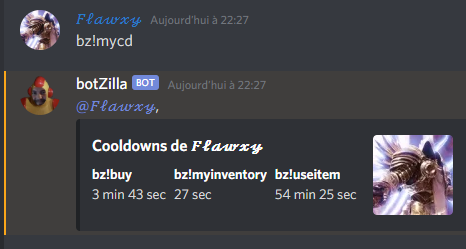 𝓕𝓵𝓪𝔀𝔁𝔂 Aujourd'hui à 22:27
bz!mycd
botZilla BOT Aujourd'hui à 22:27
@𝓕𝓵𝓪𝔀𝔁𝔂,
Cooldowns de 𝓕𝓵𝓪𝔀𝔁𝔂
bz!buy bz!myinventory bz!useitem
3 min 43 sec 27 sec 54 min 25 sec